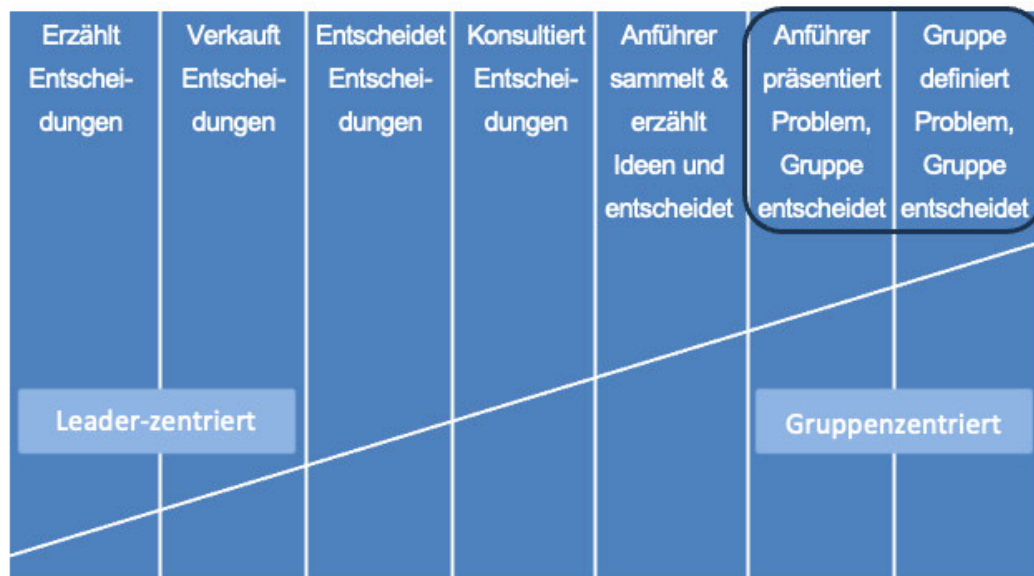 Erzählt
Entschei-
dungen
Verkauft
Entschei-
dungen
Entscheidet
Entschei-
dungen
Konsultiert
Entschei-
dungen
Anführer
sammelt &
erzählt
Ideen und
entscheidet
Anführer
präsentiert
Problem,
Gruppe
entscheidet
Gruppe
definiert
Problem,
Gruppe
entscheidet
Leader-zentriert
Gruppenzentriert